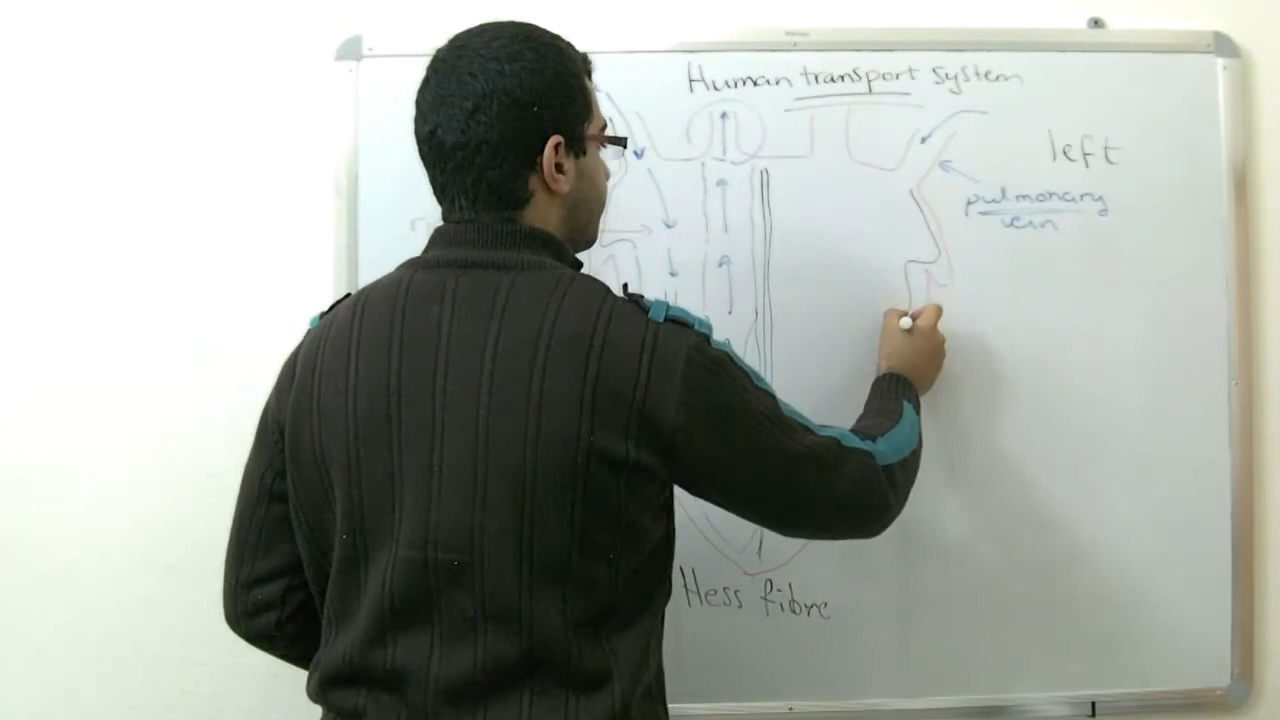 Human transport system
left
pulmonary
vein
Hess fibre